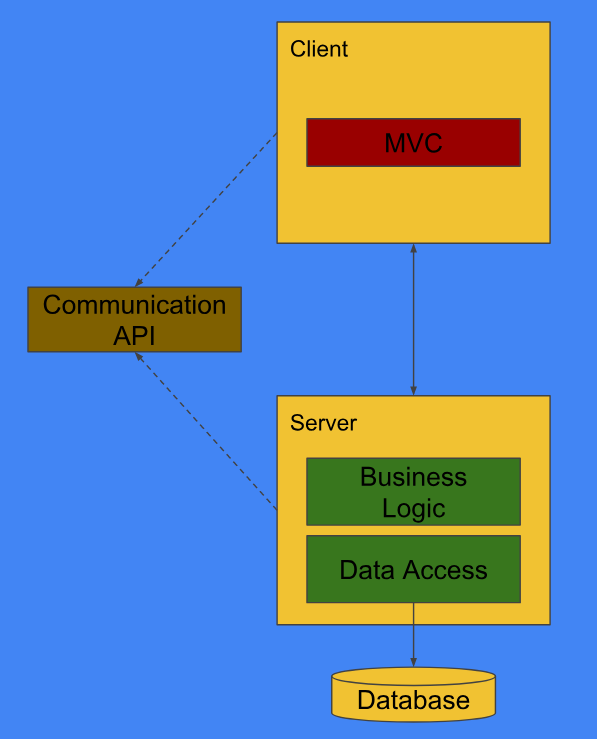 Client
MVC
Communication
API
Server
Business
Logic
Data Access
Database